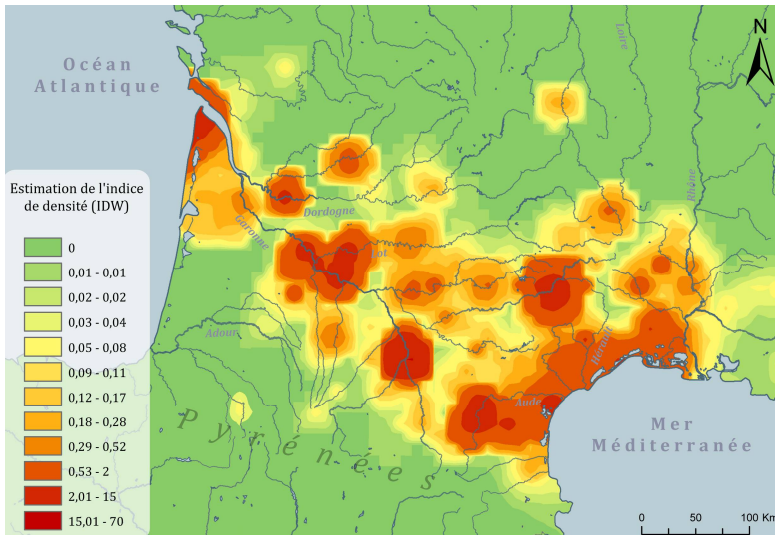 Océan
Atlantique
N
Loire
Rhône
Estimation de l'indice
de densité (IDW)
0
0,01 - 0,01
0,02 - 0,02
0,03 - 0,04
0,05 - 0,08
0,09 - 0,11
0,12 - 0,17
0,18 - 0,28
0,29 - 0,52
0,53 - 2
2,01 - 15
15,01 - 70
Dordogne
Garonne
Lot
Adour
Hérault
Aude
Pyrénées
Mer
Méditerranée
0 50 100 Km